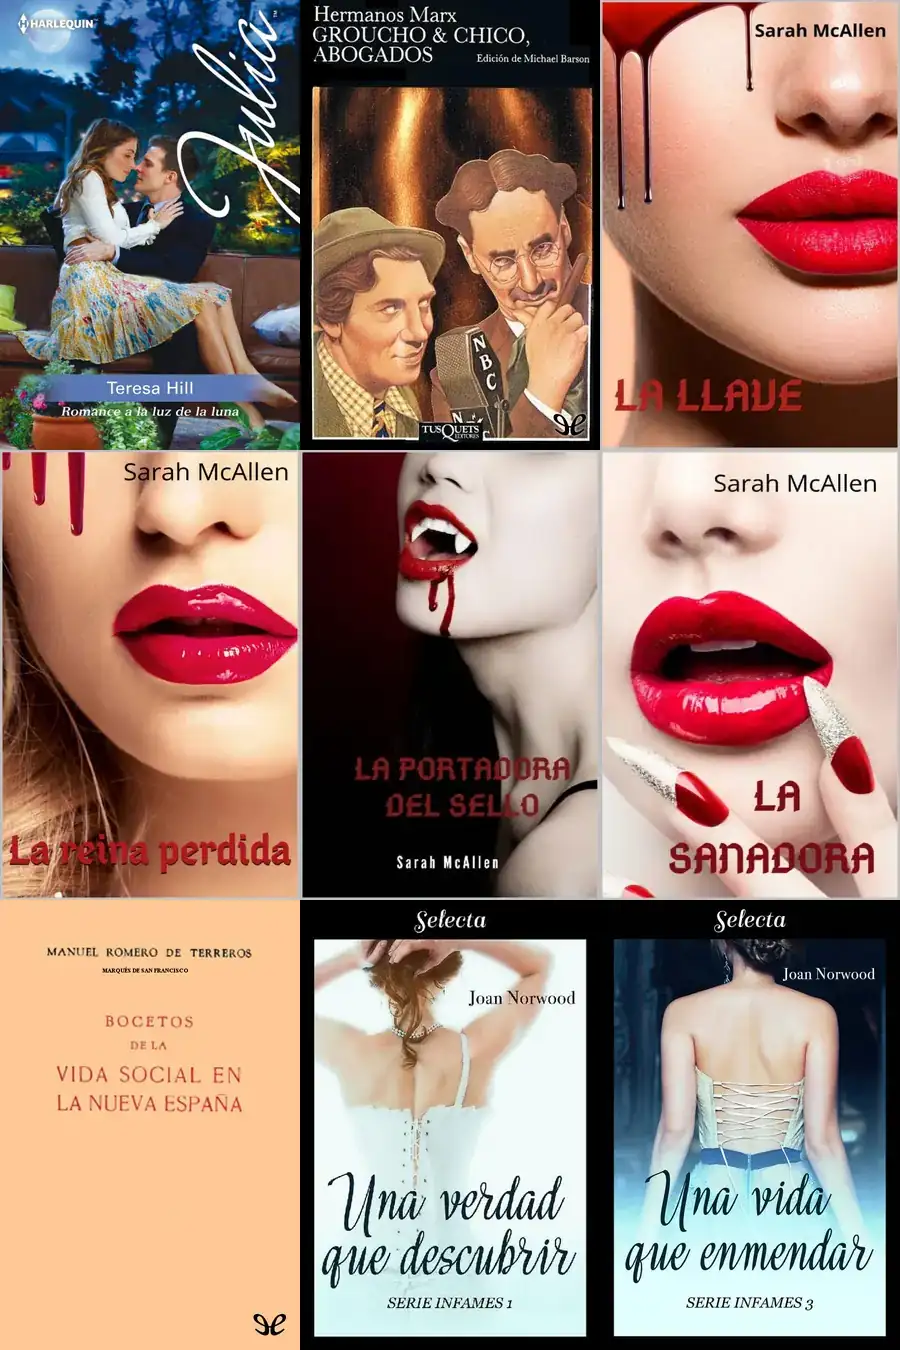 HARLEQUIN™
Julia
Teresa Hill
Romance a la luz de la luna
Hermanos Marx
GROUCHO & CHICO,
ABOGADOS
Edición de Michael Barson
NBC
N
TUSQUETS
EDITORES
Sarah McAllen
LA LLAVE
Sarah McAllen
La reina perdida
LA PORTADORA
DEL SELLO
Sarah McAllen
Sarah McAllen
LA
SANADORA
MANUEL ROMERO DE TERREROS
MARQUÉS DE SAN FRANCISCO
BOCETOS
DE LA
VIDA SOCIAL EN
LA NUEVA ESPAÑA
Selecta
Joan Norwood
Una verdad
que descubrir
SERIE INFAMES 1
Selecta
Joan Norwood
Una vida
que enmendar
SERIE INFAMES 3